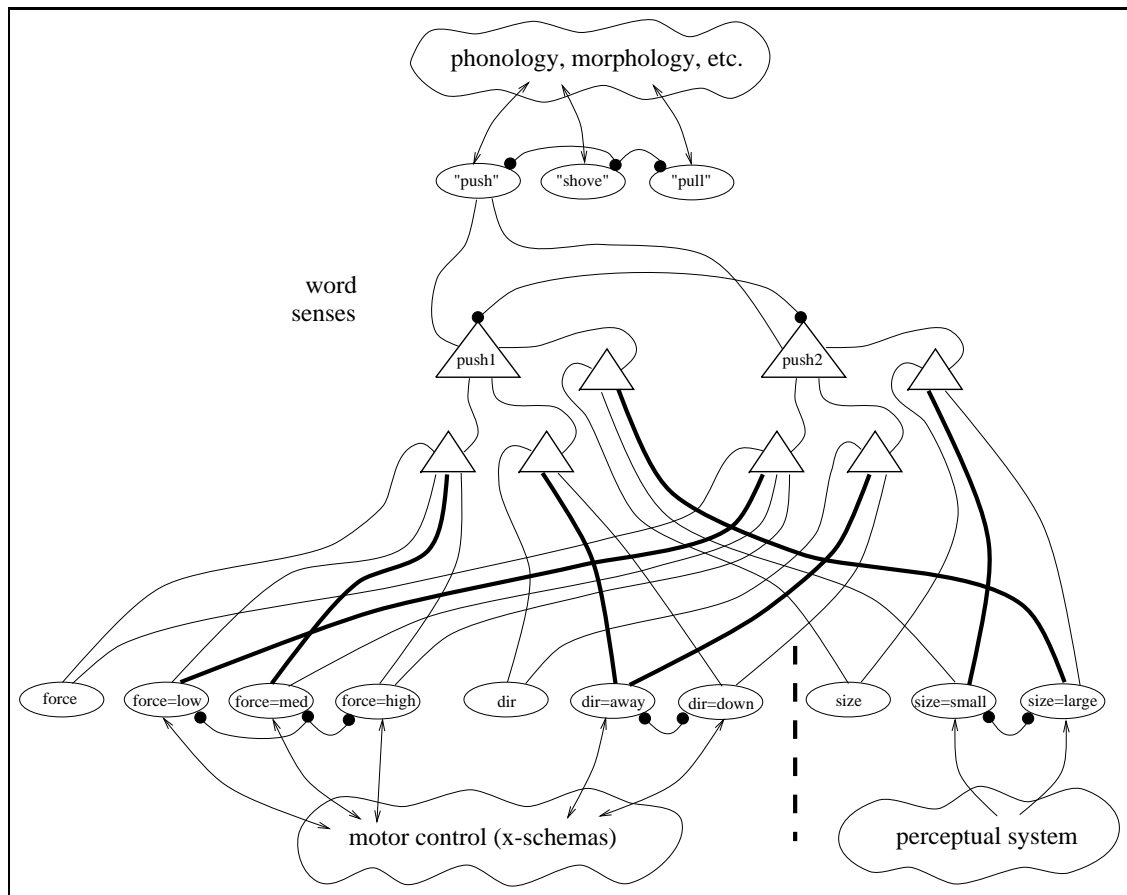 phonology, morphology, etc.
"push"
"shove"
"pull"
word
senses
push1
push2
force
force=low
force=med
force=high
dir
dir=away
dir=down
size
size=small
size=large
motor control (x-schemas)
perceptual system